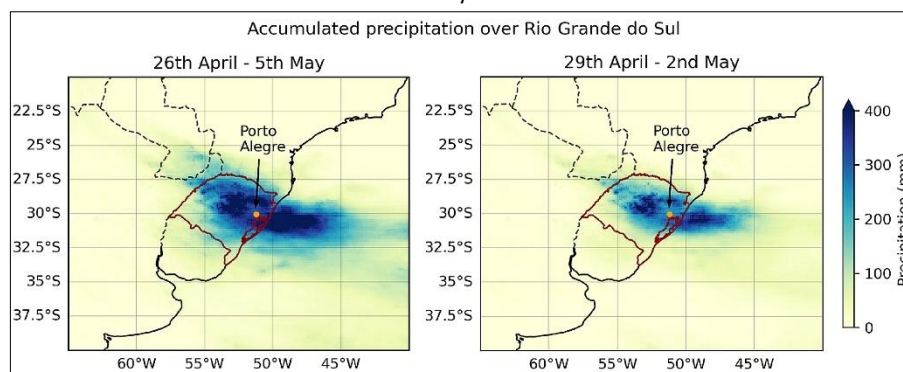 Accumulated precipitation over Rio Grande do Sul
26th April - 5th May
29th April - 2nd May
22.5°S
25°S
27.5°S
30°S
32.5°S
35°S
37.5°S
Porto
Alegre
60°W
55°W
50°W
45°W
22.5°S
25°S
27.5°S
30°S
32.5°S
35°S
37.5°S
Porto
Alegre
60°W
55°W
50°W
45°W
400
300
200
100
0
Precipitation (mm)